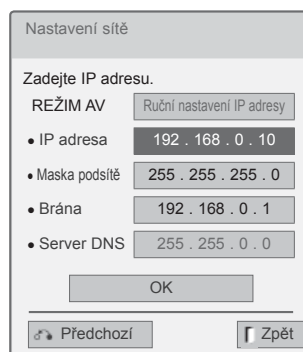 Nastavení sítě
Zadejte IP adresu.
REŽIM AV Ruční nastavení IP adresy
• IP adresa 192 . 168 . 0 . 10
• Maska podsítě 255 . 255 . 255 . 0
• Brána 192 . 168 . 0 . 1
• Server DNS 255 . 255 . 0 . 0
OK
Předchozí Zpět